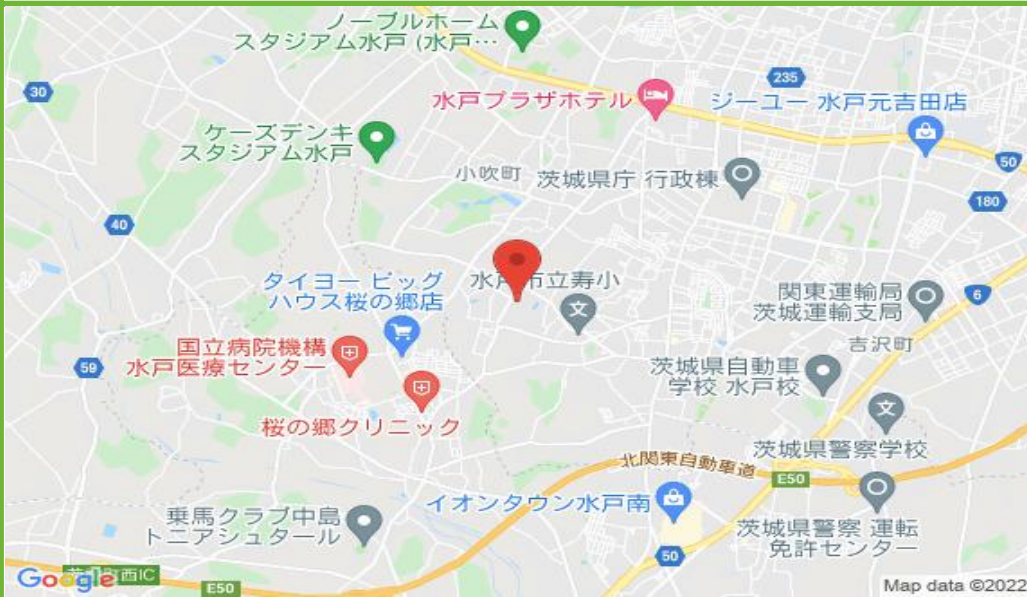 ノーブルホーム
スタジアム水戸 (水戸…
30
235
水戸プラザホテル
ジーユー 水戸元吉田店
ケーズデンキ
スタジアム水戸
小吹町
茨城県庁 行政棟
50
180
40
タイヨー ビッグ
ハウス桜の郷店
水戸市立寿小
関東運輸局
茨城運輸支局
6
吉沢町
国立病院機構
水戸医療センター
59
茨城県自動車
学校 水戸校
桜の郷クリニック
茨城県警察学校
北関東自動車道
E50
イオンタウン水戸南
乗馬クラブ中島
トニアシュタール
茨城県警察 運転
免許センター
50
Google
町西IC
E50
Map data ©2022